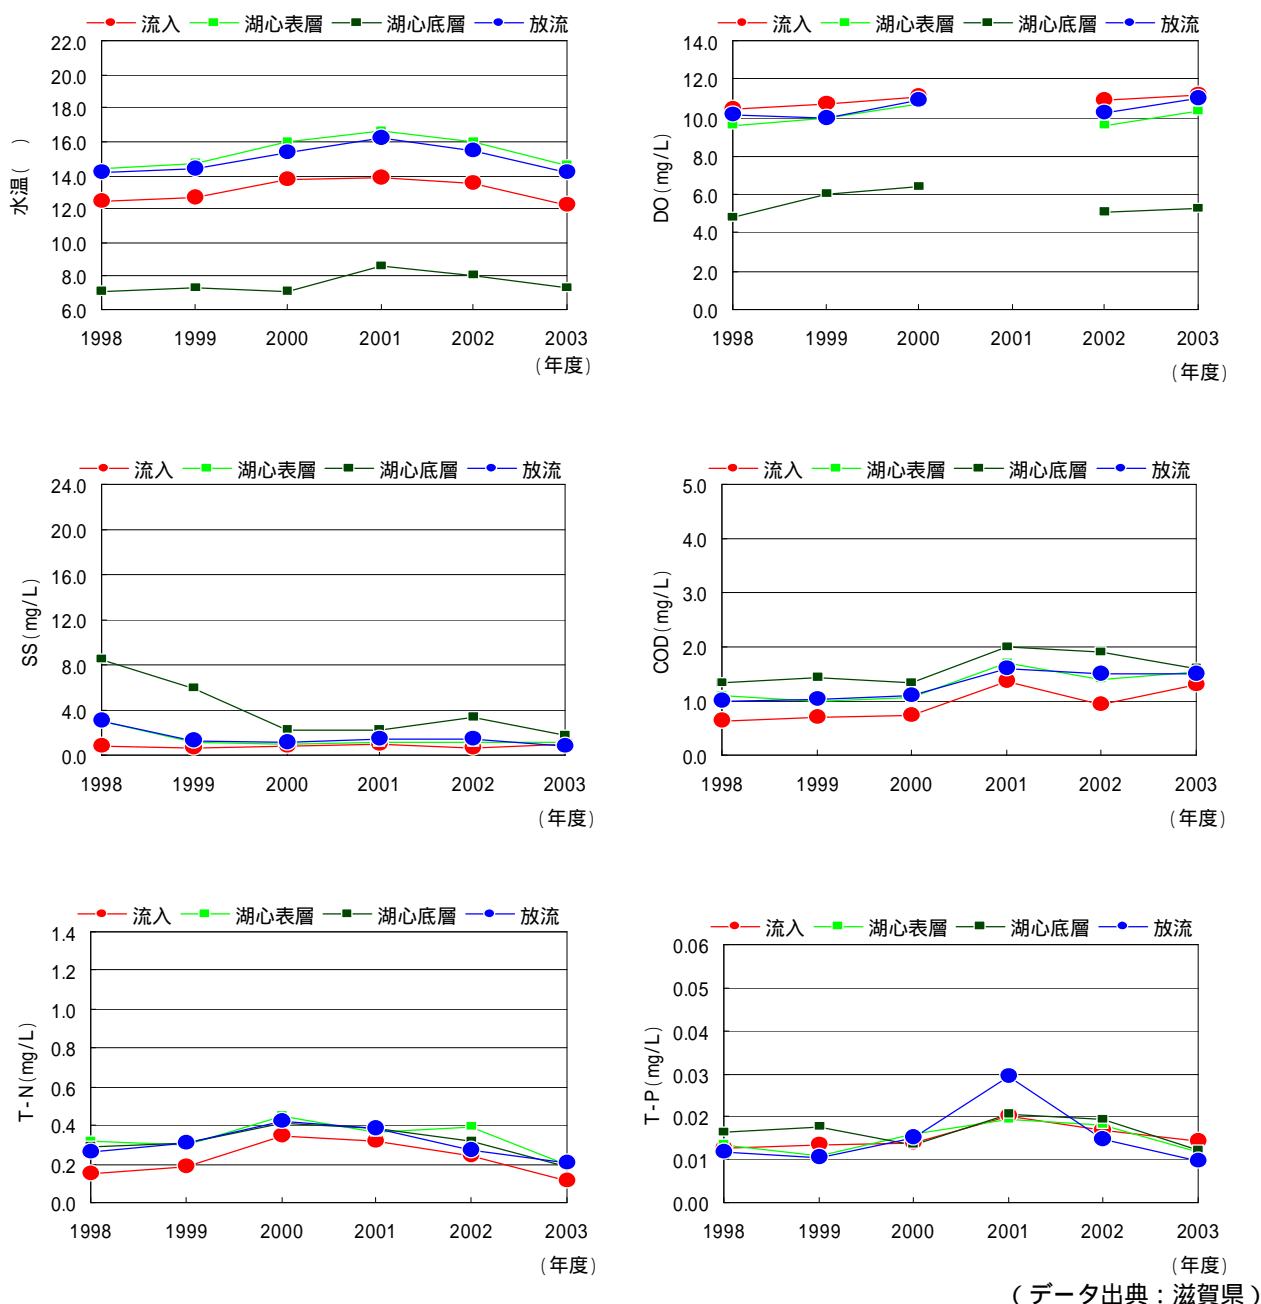 流入 湖心表層 湖心底層 放流
22.0
20.0
18.0
16.0
14.0
12.0
10.0
8.0
6.0
水温( )
1998 1999 2000 2001 2002 2003
(年度)
流入 湖心表層 湖心底層 放流
14.0
12.0
10.0
8.0
6.0
4.0
2.0
0.0
DO(mg/L)
1998 1999 2000 2001 2002 2003
(年度)
流入 湖心表層 湖心底層 放流
24.0
20.0
16.0
12.0
8.0
4.0
0.0
SS(mg/L)
1998 1999 2000 2001 2002 2003
(年度)
流入 湖心表層 湖心底層 放流
5.0
4.0
3.0
2.0
1.0
0.0
COD(mg/L)
1998 1999 2000 2001 2002 2003
(年度)
流入 湖心表層 湖心底層 放流
1.4
1.2
1.0
0.8
0.6
0.4
0.2
0.0
T-N(mg/L)
1998 1999 2000 2001 2002 2003
(年度)
流入 湖心表層 湖心底層 放流
0.06
0.05
0.04
0.03
0.02
0.01
0.00
T-P(mg/L)
1998 1999 2000 2001 2002 2003
(年度)
(データ出典:滋賀県)